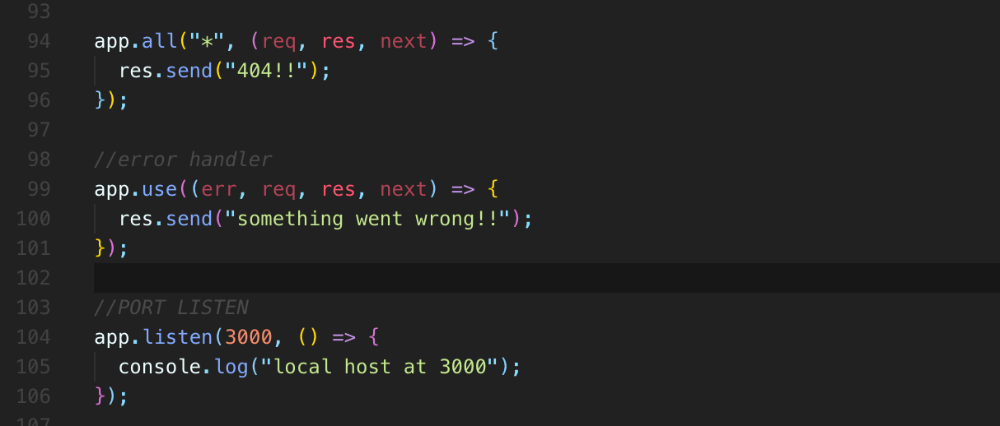 93
94 app.all("*", (req, res, next) => {
95 res.send("404!!");
96 });
97
98 //error handler
99 app.use((err, req, res, next) => {
100 res.send("something went wrong!!");
101 });
102
103 //PORT LISTEN
104 app.listen(3000, () => {
105 console.log("local host at 3000");
106 });
107